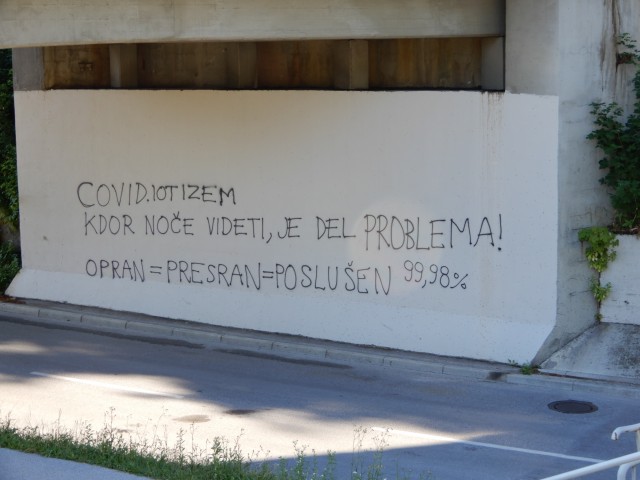 COVID.IOTIZEM
KDOR NOČE VIDETI, JE DEL PROBLEMA!
OPRAN = PRESRAN = POSLUŠEN 99,98%